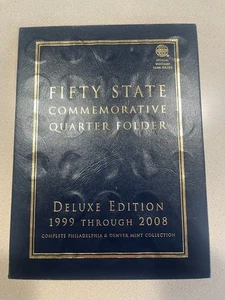 FIFTY STATE
COMMEMORATIVE
QUARTER FOLDER
DELUXE EDITION
1999 THROUGH 2008
COMPLETE PHILADELPHIA & DENVER MINT COLLECTION